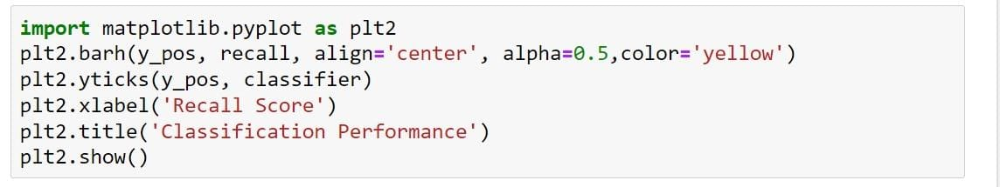 import matplotlib.pyplot as plt2
plt2.barh(y_pos, recall, align='center', alpha=0.5,color='yellow')
plt2.yticks(y_pos, classifier)
plt2.xlabel('Recall Score')
plt2.title('Classification Performance')
plt2.show()